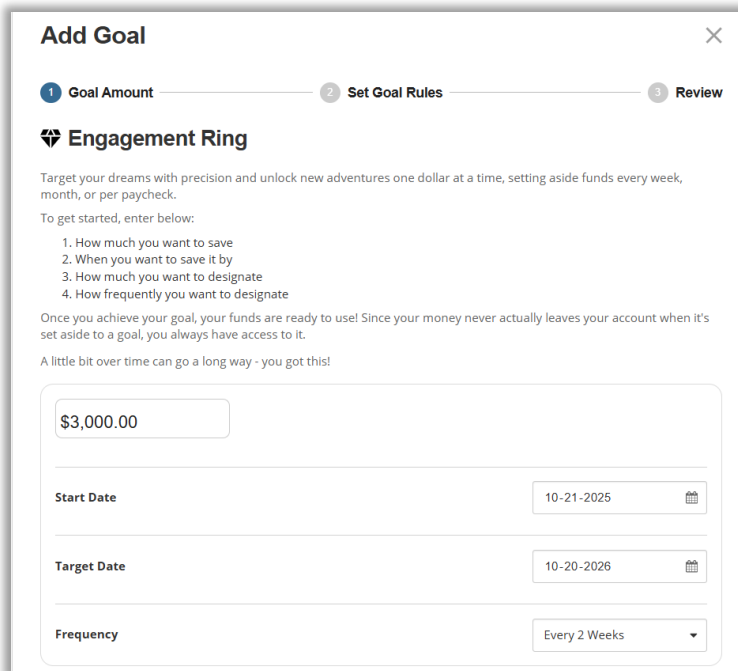 Add Goal
1 Goal Amount 2 Set Goal Rules 3 Review
Engagement Ring
Target your dreams with precision and unlock new adventures one dollar at a time, setting aside funds every week,
month, or per paycheck.
To get started, enter below:
1. How much you want to save
2. When you want to save it by
3. How much you want to designate
4. How frequently you want to designate
Once you achieve your goal, your funds are ready to use! Since your money never actually leaves your account when it's
set aside to a goal, you always have access to it.
A little bit over time can go a long way - you got this!
$3,000.00
Start Date 10-21-2025
Target Date 10-20-2026
Frequency Every 2 Weeks